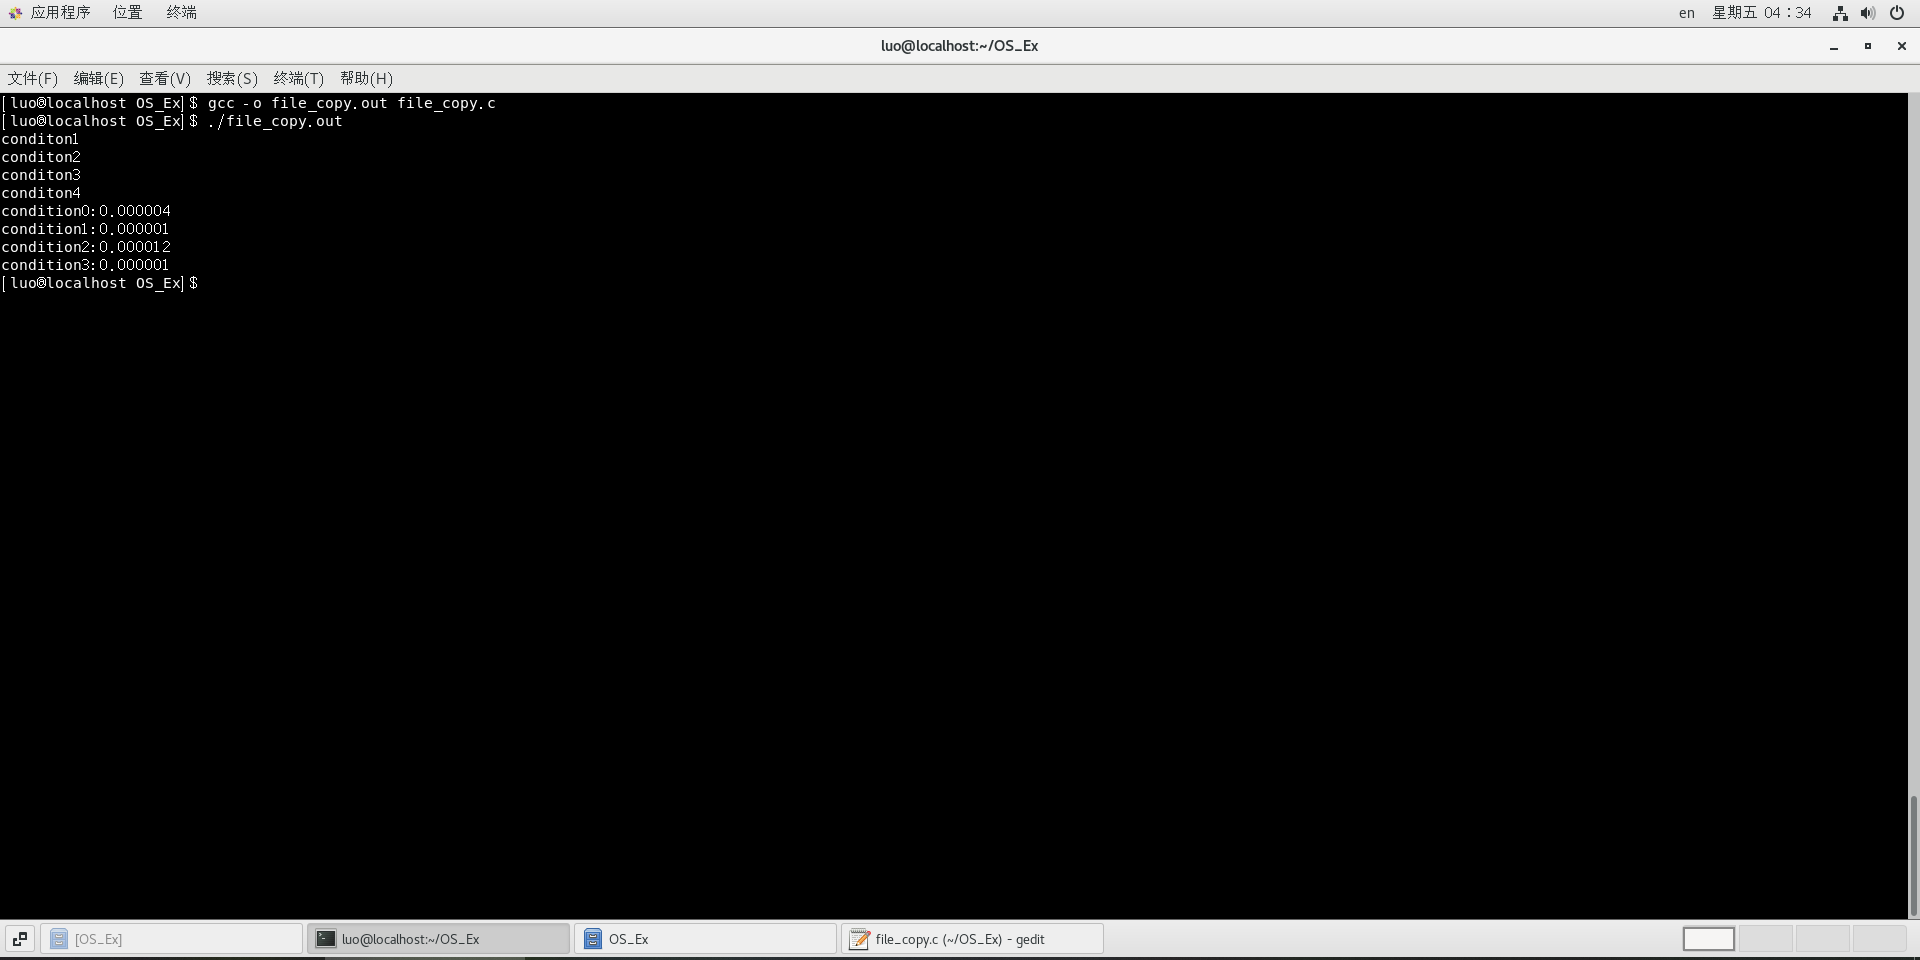 应用程序 位置 终端 en 星期五 04：34
luo@localhost:~/OS_Ex
文件(F) 编辑(E) 查看(V) 搜索(S) 终端(T) 帮助(H)
[luo@localhost OS_Ex]$ gcc -o file_copy.out file_copy.c
[luo@localhost OS_Ex]$ ./file_copy.out
conditon1
conditon2
conditon3
conditon4
condition0:0.000004
condition1:0.000001
condition2:0.000012
condition3:0.000001
[luo@localhost OS_Ex]$
[OS_Ex] luo@localhost:~/OS_Ex OS_Ex file_copy.c (~/OS_Ex) - gedit